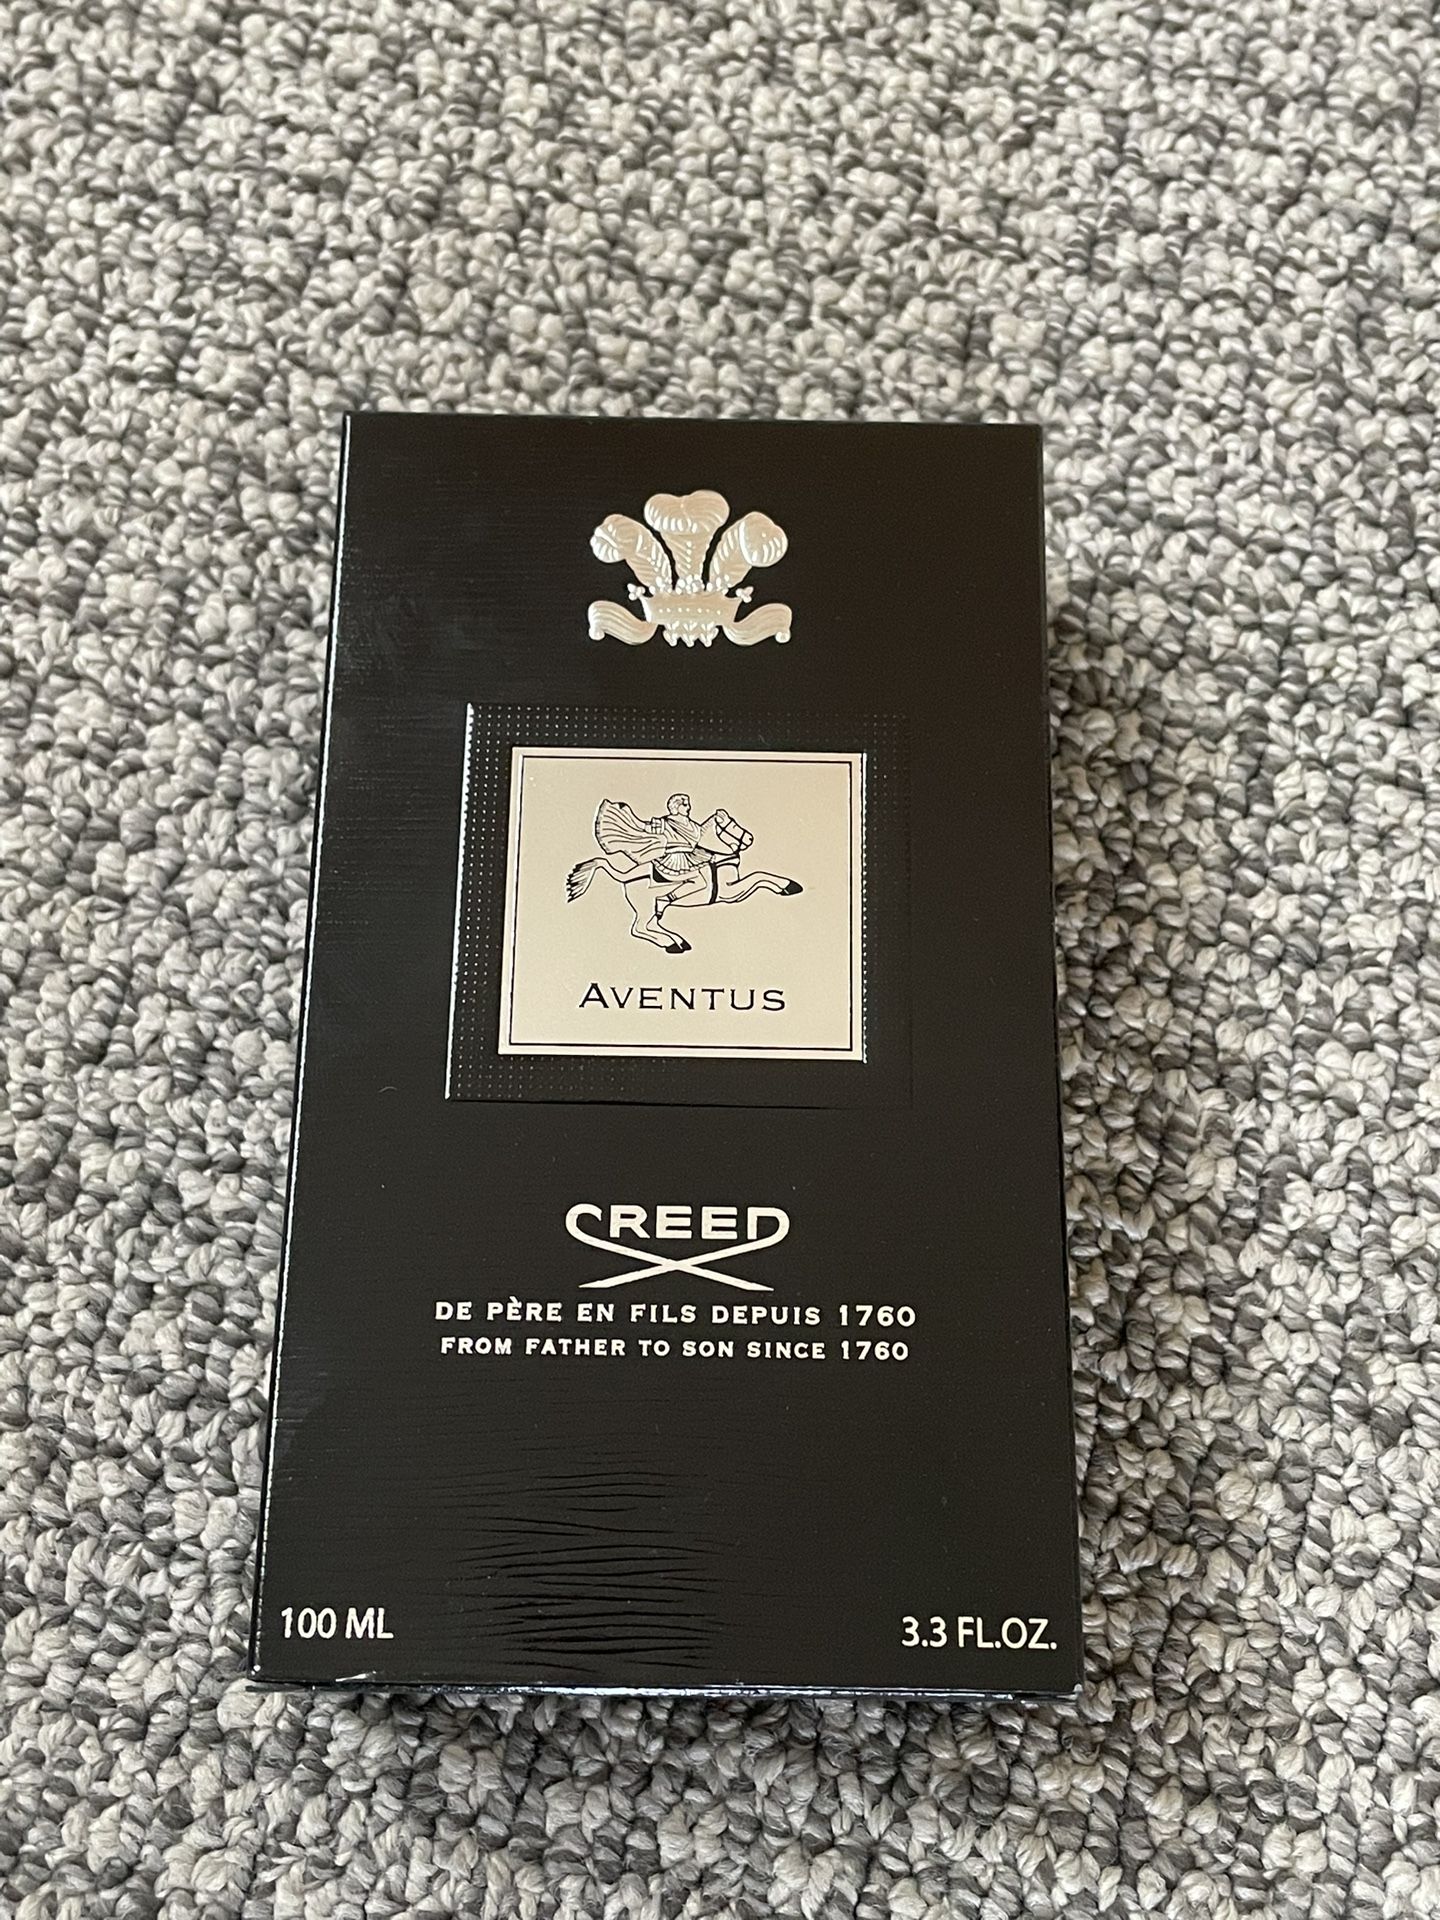 AVENTUS
CREED
DE PÈRE EN FILS DEPUIS 1760
FROM FATHER TO SON SINCE 1760
100 ML
3.3 FL.OZ.